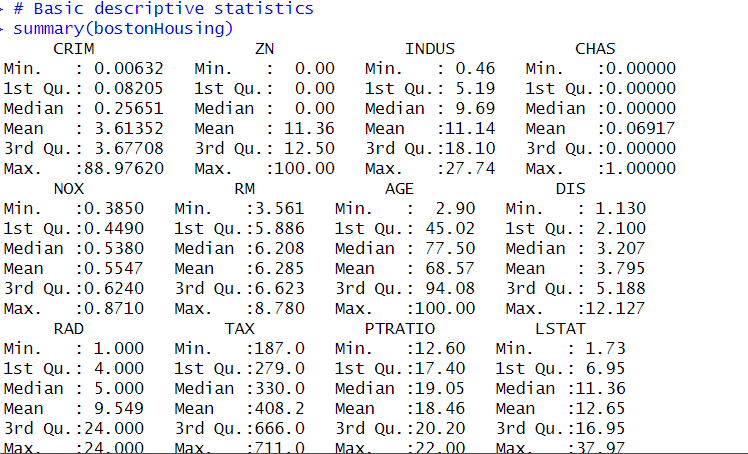 > # Basic descriptive statistics
> summary(bostonHousing)
CRIM ZN INDUS CHAS
Min. : 0.00632 Min. : 0.00 Min. : 0.46 Min. :0.00000
1st Qu.: 0.08205 1st Qu.: 0.00 1st Qu.: 5.19 1st Qu.:0.00000
Median : 0.25651 Median : 0.00 Median : 9.69 Median :0.00000
Mean : 3.61352 Mean : 11.36 Mean :11.14 Mean :0.06917
3rd Qu.: 3.67708 3rd Qu.: 12.50 3rd Qu.:18.10 3rd Qu.:0.00000
Max. :88.97620 Max. :100.00 Max. :27.74 Max. :1.00000
NOX RM AGE DIS
Min. :0.3850 Min. :3.561 Min. : 2.90 Min. : 1.130
1st Qu.:0.4490 1st Qu.:5.886 1st Qu.: 45.02 1st Qu.: 2.100
Median :0.5380 Median :6.208 Median : 77.50 Median : 3.207
Mean :0.5547 Mean :6.285 Mean : 68.57 Mean : 3.795
3rd Qu.:0.6240 3rd Qu.:6.623 3rd Qu.: 94.08 3rd Qu.: 5.188
Max. :0.8710 Max. :8.780 Max. :100.00 Max. :12.127
RAD TAX PTRATIO LSTAT
Min. : 1.000 Min. :187.0 Min. :12.60 Min. : 1.73
1st Qu.: 4.000 1st Qu.:279.0 1st Qu.:17.40 1st Qu.: 6.95
Median : 5.000 Median :330.0 Median :19.05 Median :11.36
Mean : 9.549 Mean :408.2 Mean :18.46 Mean :12.65
3rd Qu.:24.000 3rd Qu.:666.0 3rd Qu.:20.20 3rd Qu.:16.95
Max. :24.000 Max. :711.0 Max. :22.00 Max. :37.97